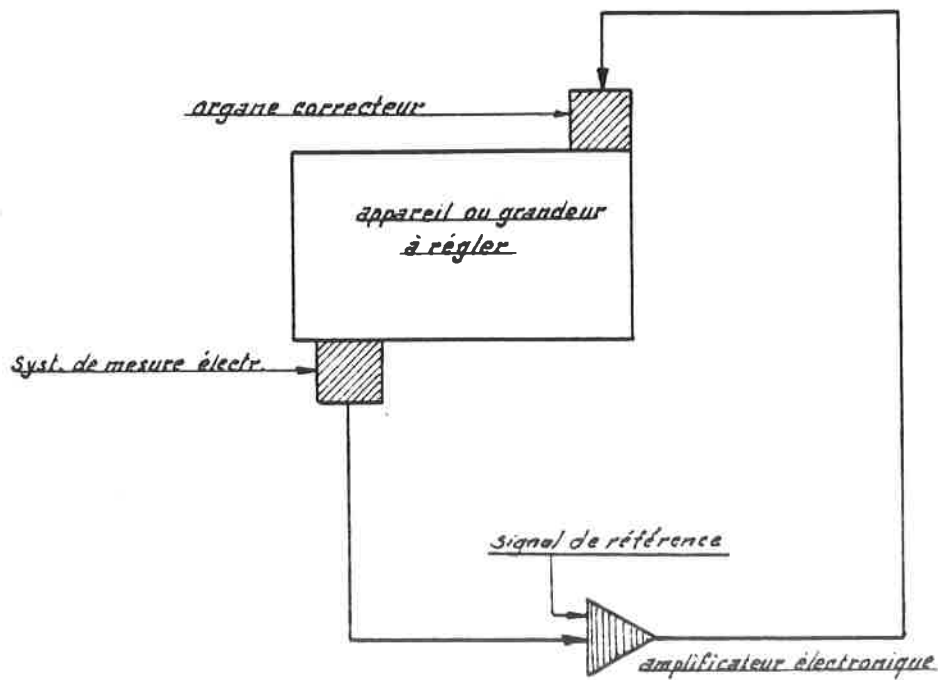 organe correcteur
appareil ou grandeur
à régler
Syst. de mesure électr.
signal de référence
amplificateur électronique